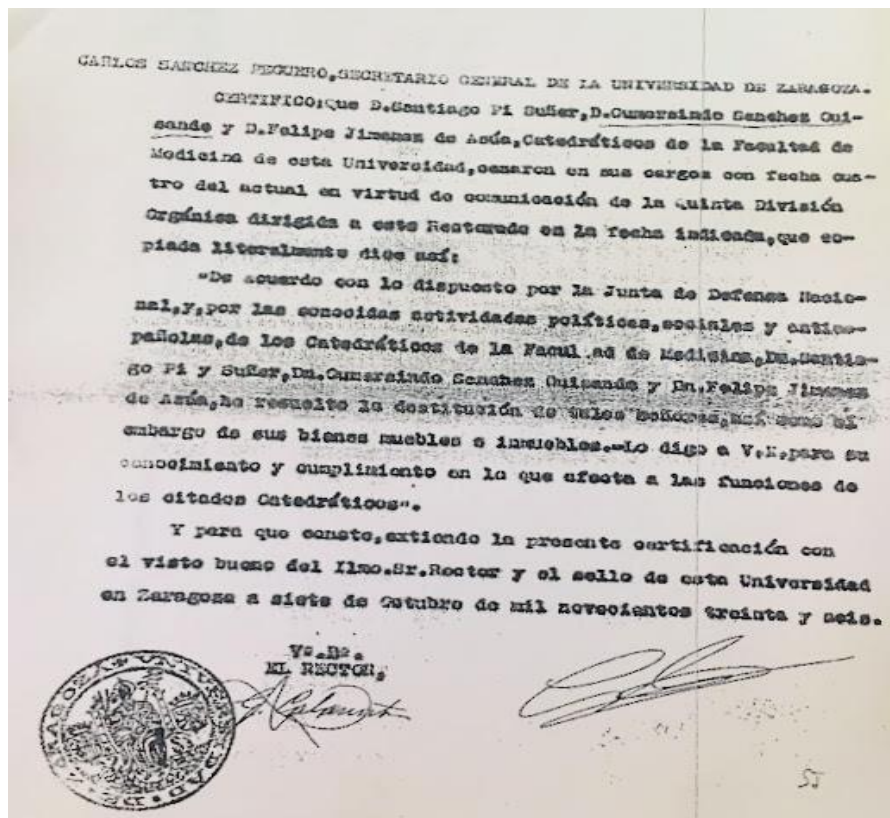 CARLOS SANCHEZ PEGUERO,SECRETARIO GENERAL DE LA UNIVERSIDAD DE ZARAGOZA.
CERTIFICO:Que D.Santiago Pi Suñer,D.Gumersindo Sanchez Gui-
sande y D.Felipe Jimenez de Asúa,Catedráticos de la Facultad de
Medicina de esta Universidad,cesaron en sus cargos con fecha cua-
tro del actual en virtud de comunicación de la Quinta División
Orgánica dirigida a este Rectorado en la fecha indicada,que co-
piada literalmente dice así:
"De acuerdo con lo dispuesto por la Junta de Defensa Nacio-
nal,y,por las conocidas actividades políticas,sociales y anties-
pañolas,de los Catedráticos de la Facul ad de Medicina,Dn.Santia-
go Pi y Suñer,Dn.Gumersindo Sanchez Guisande y Dn.Felipe Jimenez
de Asúa,he resuelto la destitución de tales señores,así como el
embargo de sus bienes muebles e inmuebles.-Lo digo a V.E.para su
conocimiento y cumplimiento en lo que afecta a las funciones de
los citados Catedráticos".
Y para que conste,extiendo la presente certificación con
el visto bueno del Ilmo.Sr.Rector y el sello de esta Universidad
en Zaragoza a siete de Octubre de mil novecientos treinta y seis.
Vº.Bº.
EL RECTOR,
UNIVERSIDAD DE ZARAGOZA
55